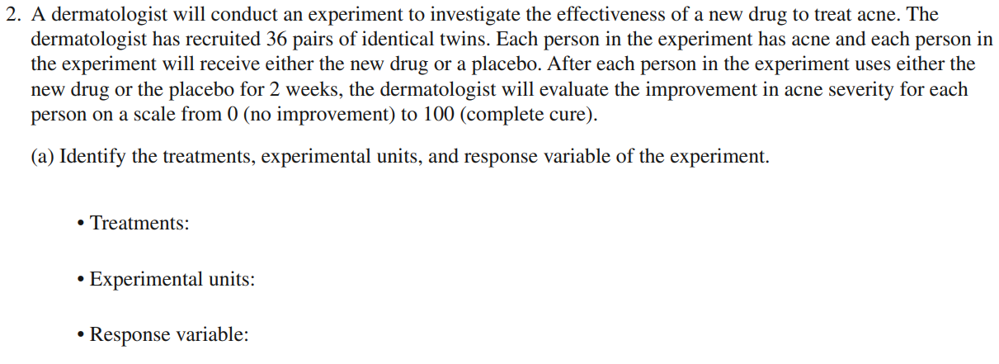 2. A dermatologist will conduct an experiment to investigate the effectiveness of a new drug to treat acne. The
dermatologist has recruited 36 pairs of identical twins. Each person in the experiment has acne and each person in
the experiment will receive either the new drug or a placebo. After each person in the experiment uses either the
new drug or the placebo for 2 weeks, the dermatologist will evaluate the improvement in acne severity for each
person on a scale from 0 (no improvement) to 100 (complete cure).
(a) Identify the treatments, experimental units, and response variable of the experiment.
• Treatments:
• Experimental units:
• Response variable: